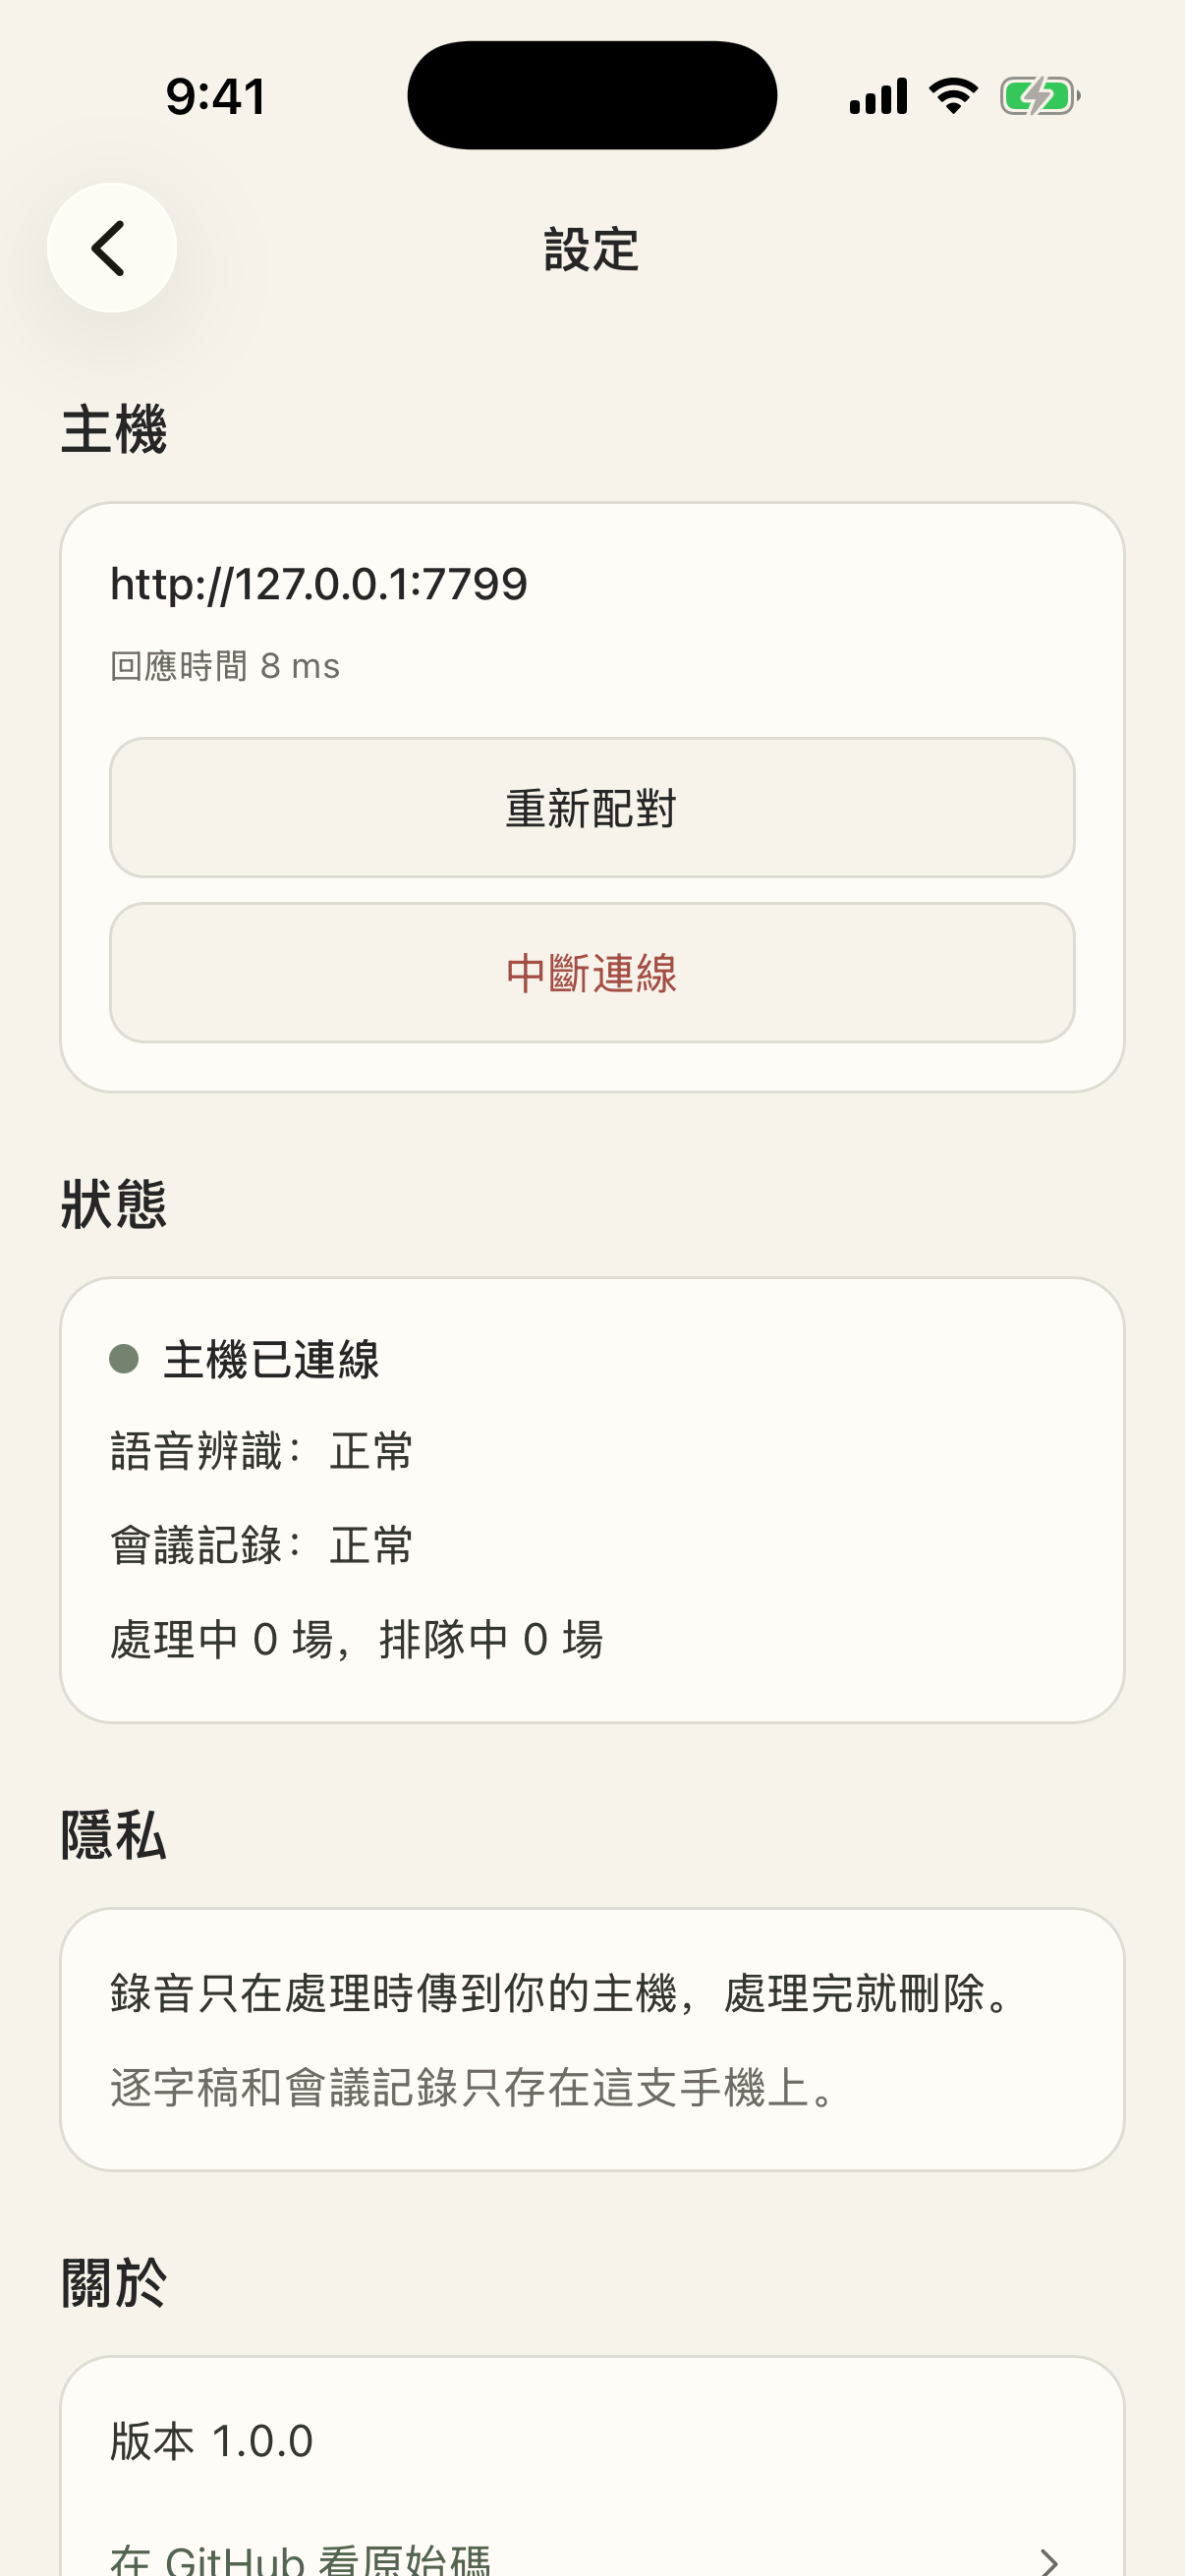 9:41
設定
主機
http://127.0.0.1:7799
回應時間 8 ms
重新配對
中斷連線
狀態
主機已連線
語音辨識：正常
會議記錄：正常
處理中 0 場，排隊中 0 場
隱私
錄音只在處理時傳到你的主機，處理完就刪除。
逐字稿和會議記錄只存在這支手機上。
關於
版本 1.0.0
在 GitHub 看原始碼